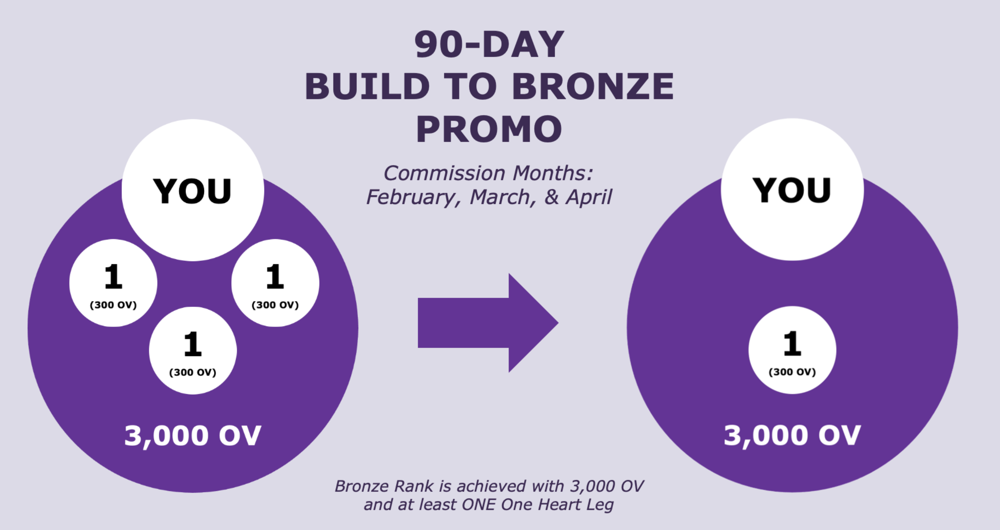 90-DAY
BUILD TO BRONZE
PROMO
Commission Months:
February, March, & April
YOU
1
(300 OV)
1
(300 OV)
1
(300 OV)
3,000 OV
YOU
1
(300 OV)
3,000 OV
Bronze Rank is achieved with 3,000 OV
and at least ONE One Heart Leg